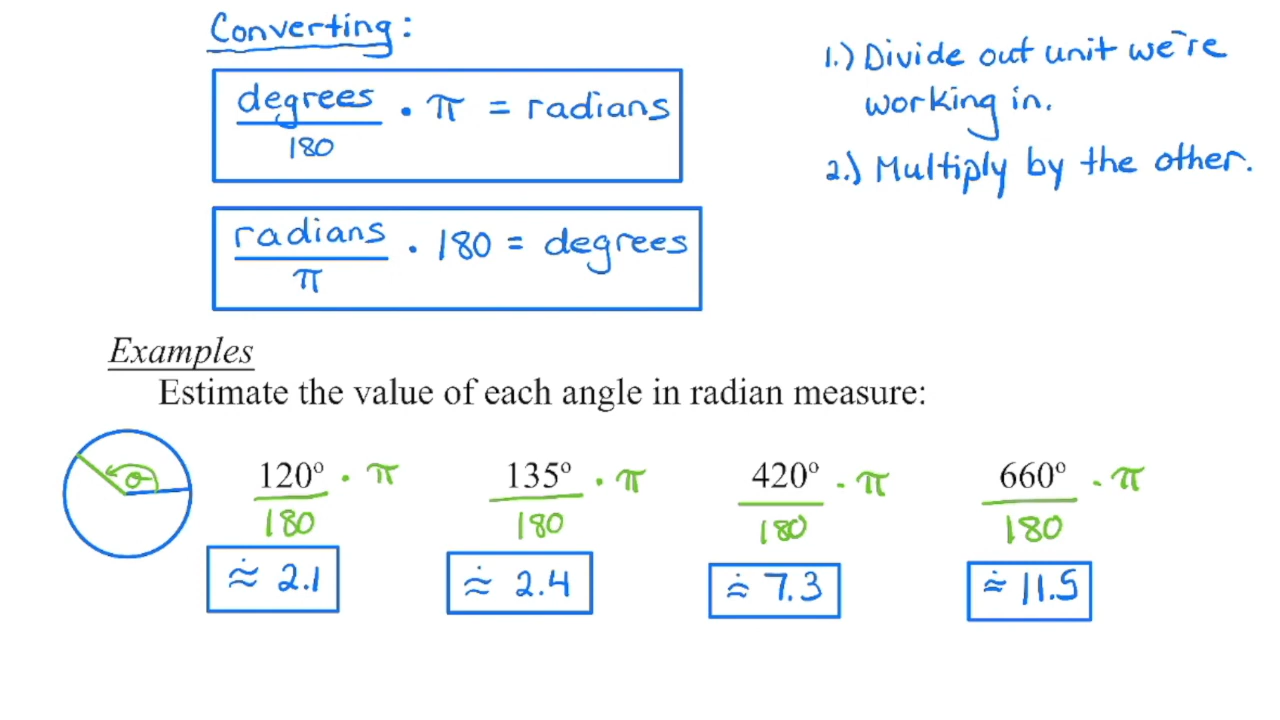 Converting:
degrees/180 · π = radians
1.) Divide out unit we're
working in.
2.) Multiply by the other.
radians/π · 180 = degrees
Examples
Estimate the value of each angle in radian measure:
θ
120°/180 · π
135°/180 · π
420°/180 · π
660°/180 · π
≐̰ 2.1
≐̰ 2.4
≐̰ 7.3
≐̰ 11.5